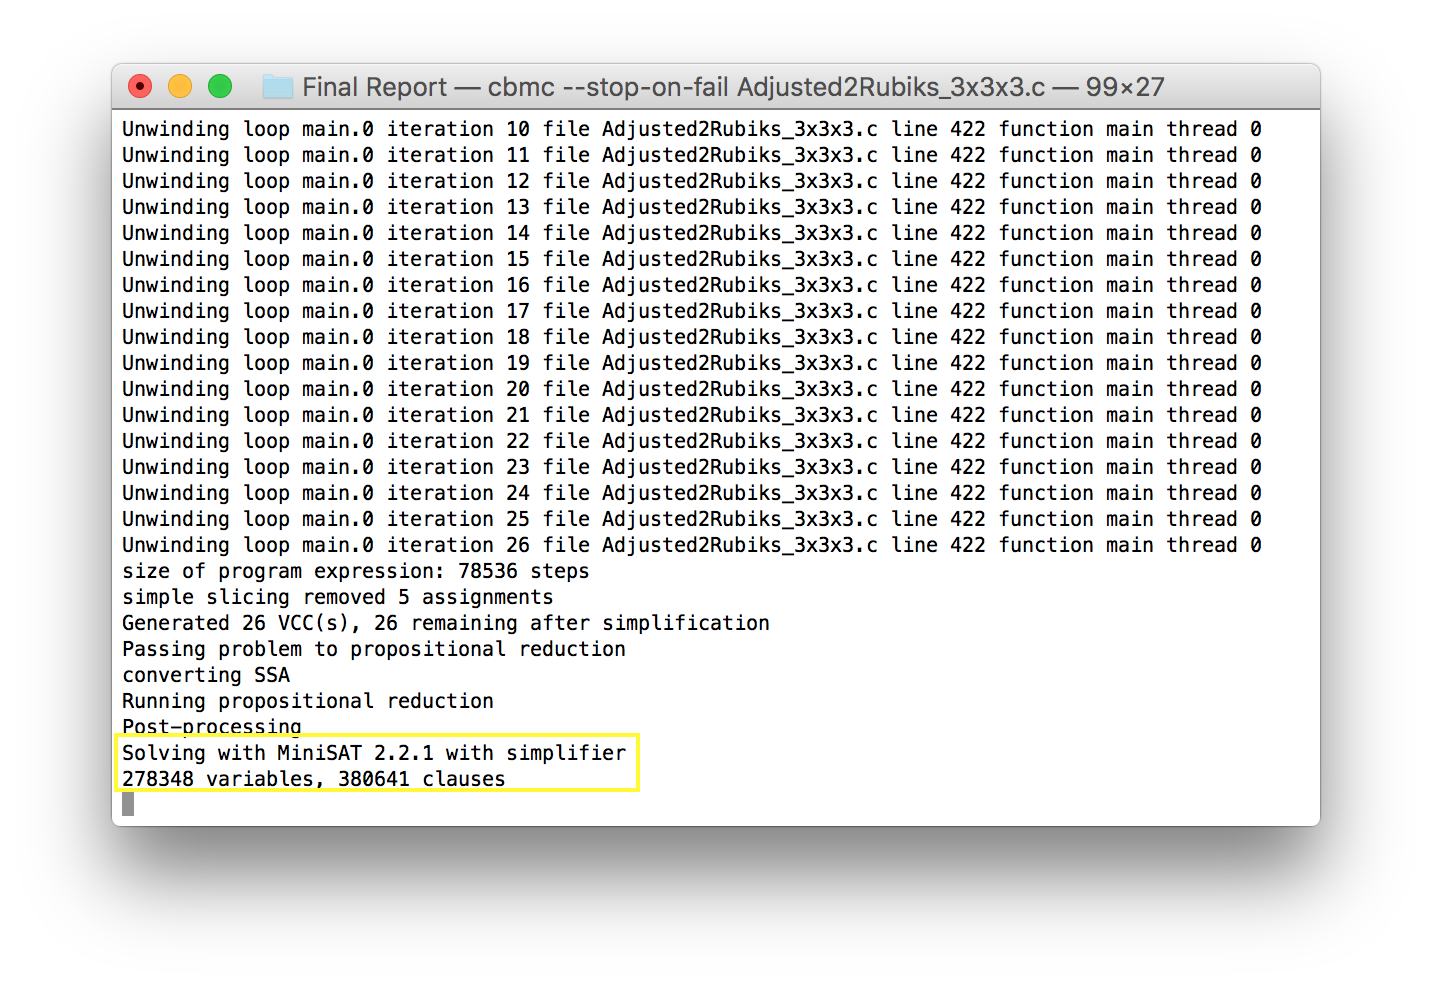 Final Report — cbmc --stop-on-fail Adjusted2Rubiks_3x3x3.c — 99×27
Unwinding loop main.0 iteration 10 file Adjusted2Rubiks_3x3x3.c line 422 function main thread 0
Unwinding loop main.0 iteration 11 file Adjusted2Rubiks_3x3x3.c line 422 function main thread 0
Unwinding loop main.0 iteration 12 file Adjusted2Rubiks_3x3x3.c line 422 function main thread 0
Unwinding loop main.0 iteration 13 file Adjusted2Rubiks_3x3x3.c line 422 function main thread 0
Unwinding loop main.0 iteration 14 file Adjusted2Rubiks_3x3x3.c line 422 function main thread 0
Unwinding loop main.0 iteration 15 file Adjusted2Rubiks_3x3x3.c line 422 function main thread 0
Unwinding loop main.0 iteration 16 file Adjusted2Rubiks_3x3x3.c line 422 function main thread 0
Unwinding loop main.0 iteration 17 file Adjusted2Rubiks_3x3x3.c line 422 function main thread 0
Unwinding loop main.0 iteration 18 file Adjusted2Rubiks_3x3x3.c line 422 function main thread 0
Unwinding loop main.0 iteration 19 file Adjusted2Rubiks_3x3x3.c line 422 function main thread 0
Unwinding loop main.0 iteration 20 file Adjusted2Rubiks_3x3x3.c line 422 function main thread 0
Unwinding loop main.0 iteration 21 file Adjusted2Rubiks_3x3x3.c line 422 function main thread 0
Unwinding loop main.0 iteration 22 file Adjusted2Rubiks_3x3x3.c line 422 function main thread 0
Unwinding loop main.0 iteration 23 file Adjusted2Rubiks_3x3x3.c line 422 function main thread 0
Unwinding loop main.0 iteration 24 file Adjusted2Rubiks_3x3x3.c line 422 function main thread 0
Unwinding loop main.0 iteration 25 file Adjusted2Rubiks_3x3x3.c line 422 function main thread 0
Unwinding loop main.0 iteration 26 file Adjusted2Rubiks_3x3x3.c line 422 function main thread 0
size of program expression: 78536 steps
simple slicing removed 5 assignments
Generated 26 VCC(s), 26 remaining after simplification
Passing problem to propositional reduction
converting SSA
Running propositional reduction
Post-processing
Solving with MiniSAT 2.2.1 with simplifier
278348 variables, 380641 clauses